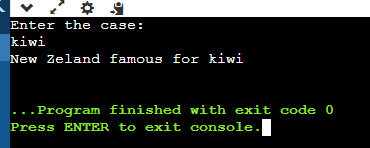 Enter the case:
kiwi
New Zeland famous for kiwi
...Program finished with exit code 0
Press ENTER to exit console.